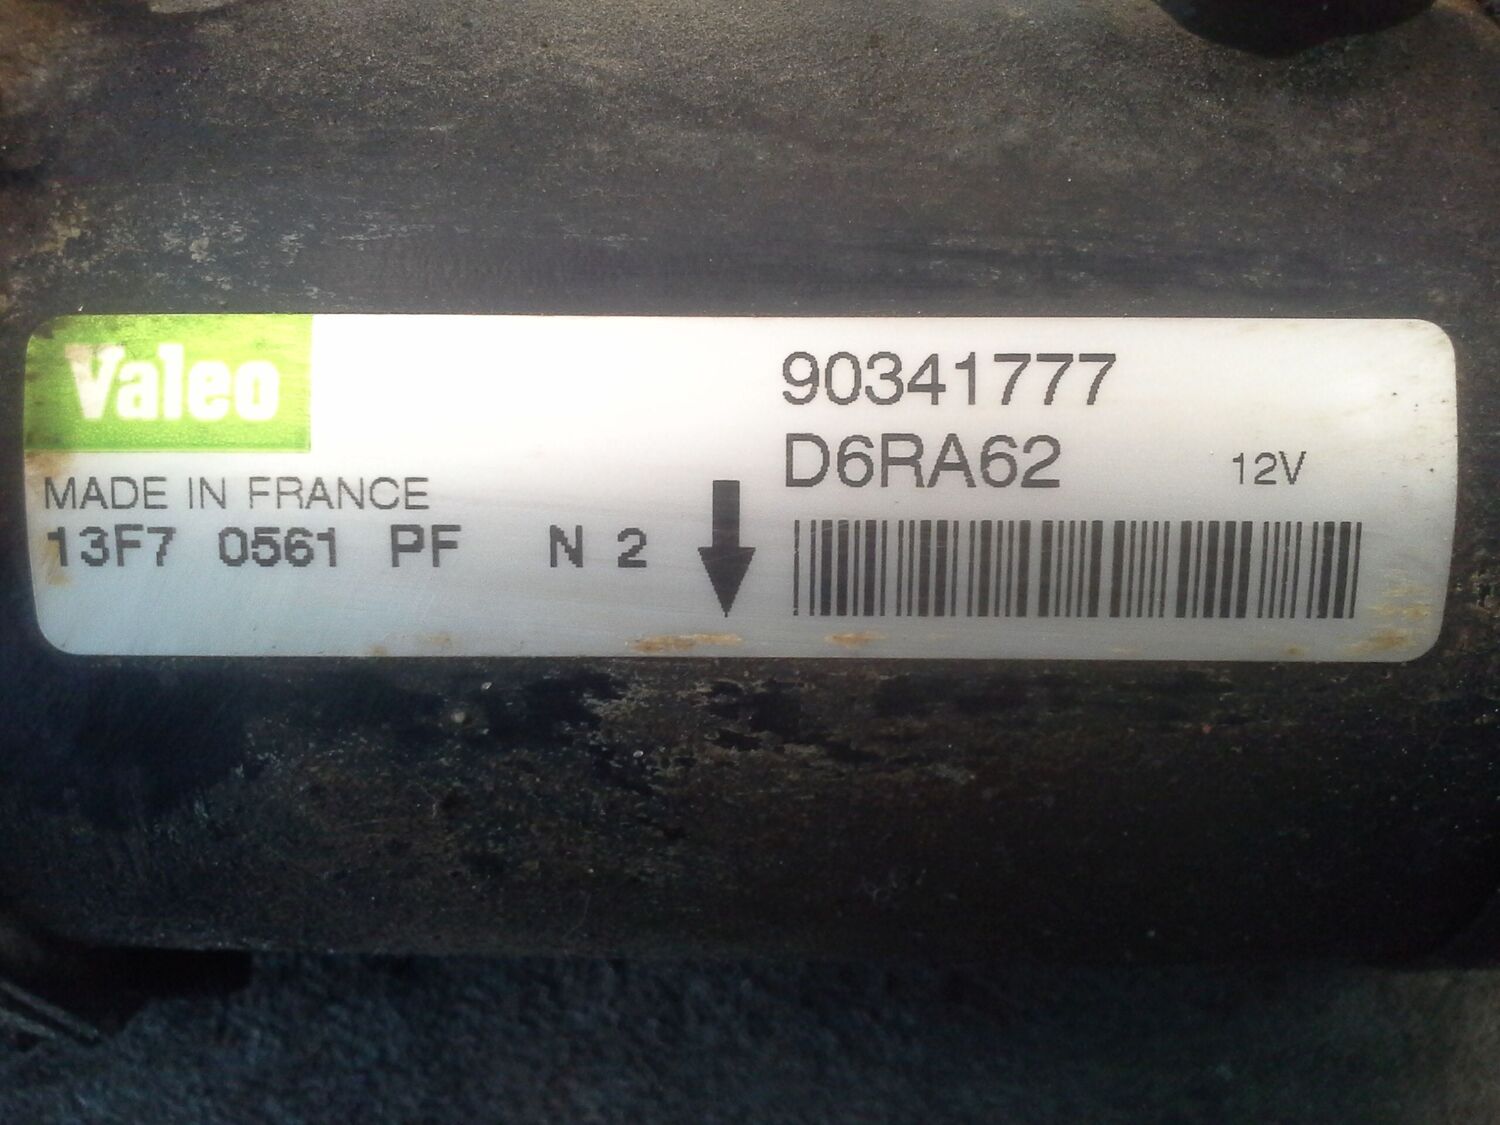 Valeo
MADE IN FRANCE
13F7 0561 PF N 2
90341777
D6RA62 12V